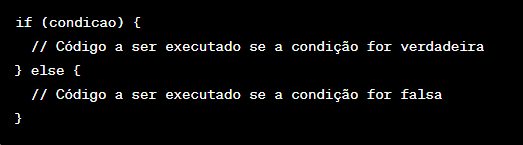 if (condicao) {
  // Código a ser executado se a condição for verdadeira
} else {
  // Código a ser executado se a condição for falsa
}